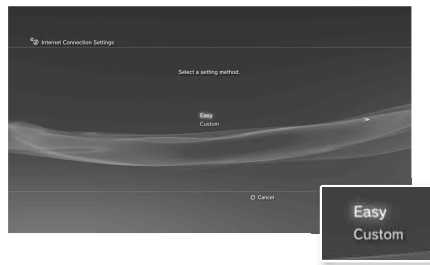 Internet Connection Settings
Select a setting method.
Easy
Custom
Cancel
Easy
Custom